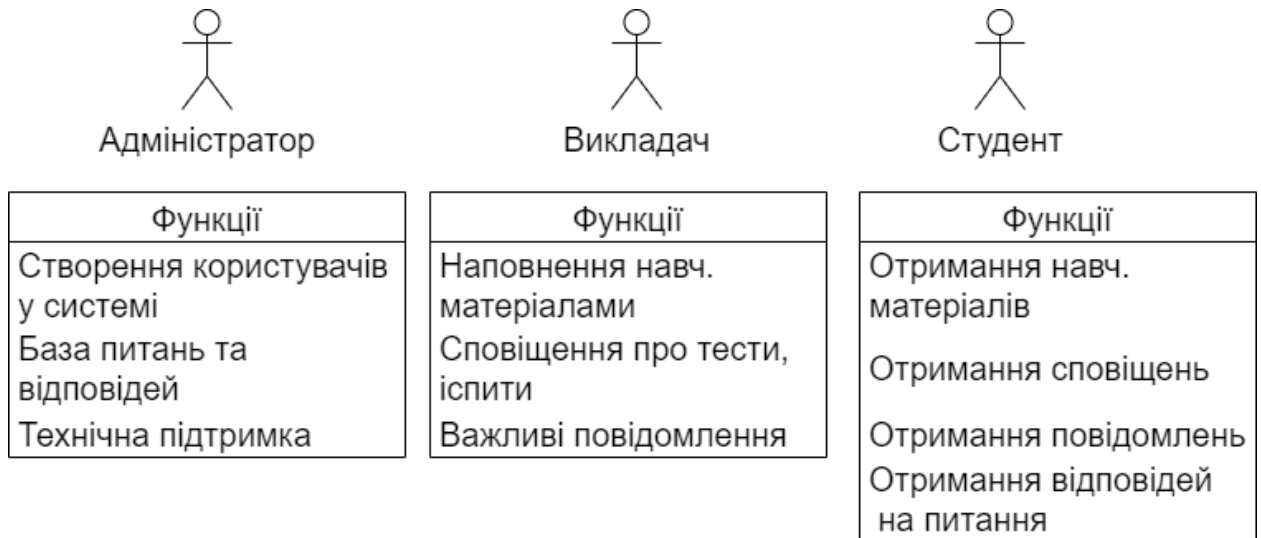 Адміністратор
Викладач
Студент
Функції
Створення користувачів
у системі
База питань та
відповідей
Технічна підтримка
Функції
Наповнення навч.
матеріалами
Сповіщення про тести,
іспити
Важливі повідомлення
Функції
Отримання навч.
матеріалів
Отримання сповіщень
Отримання повідомлень
Отримання відповідей
на питання